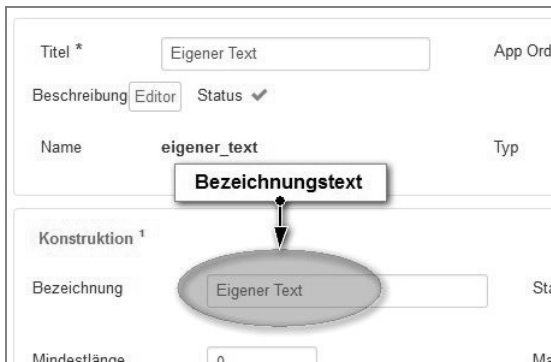 Titel * Eigener Text App Ord
Beschreibung Editor Status
Name eigener_text Typ
Bezeichnungstext
Konstruktion ¹
Bezeichnung Eigener Text Sta
Mindestlänge 0 Ma